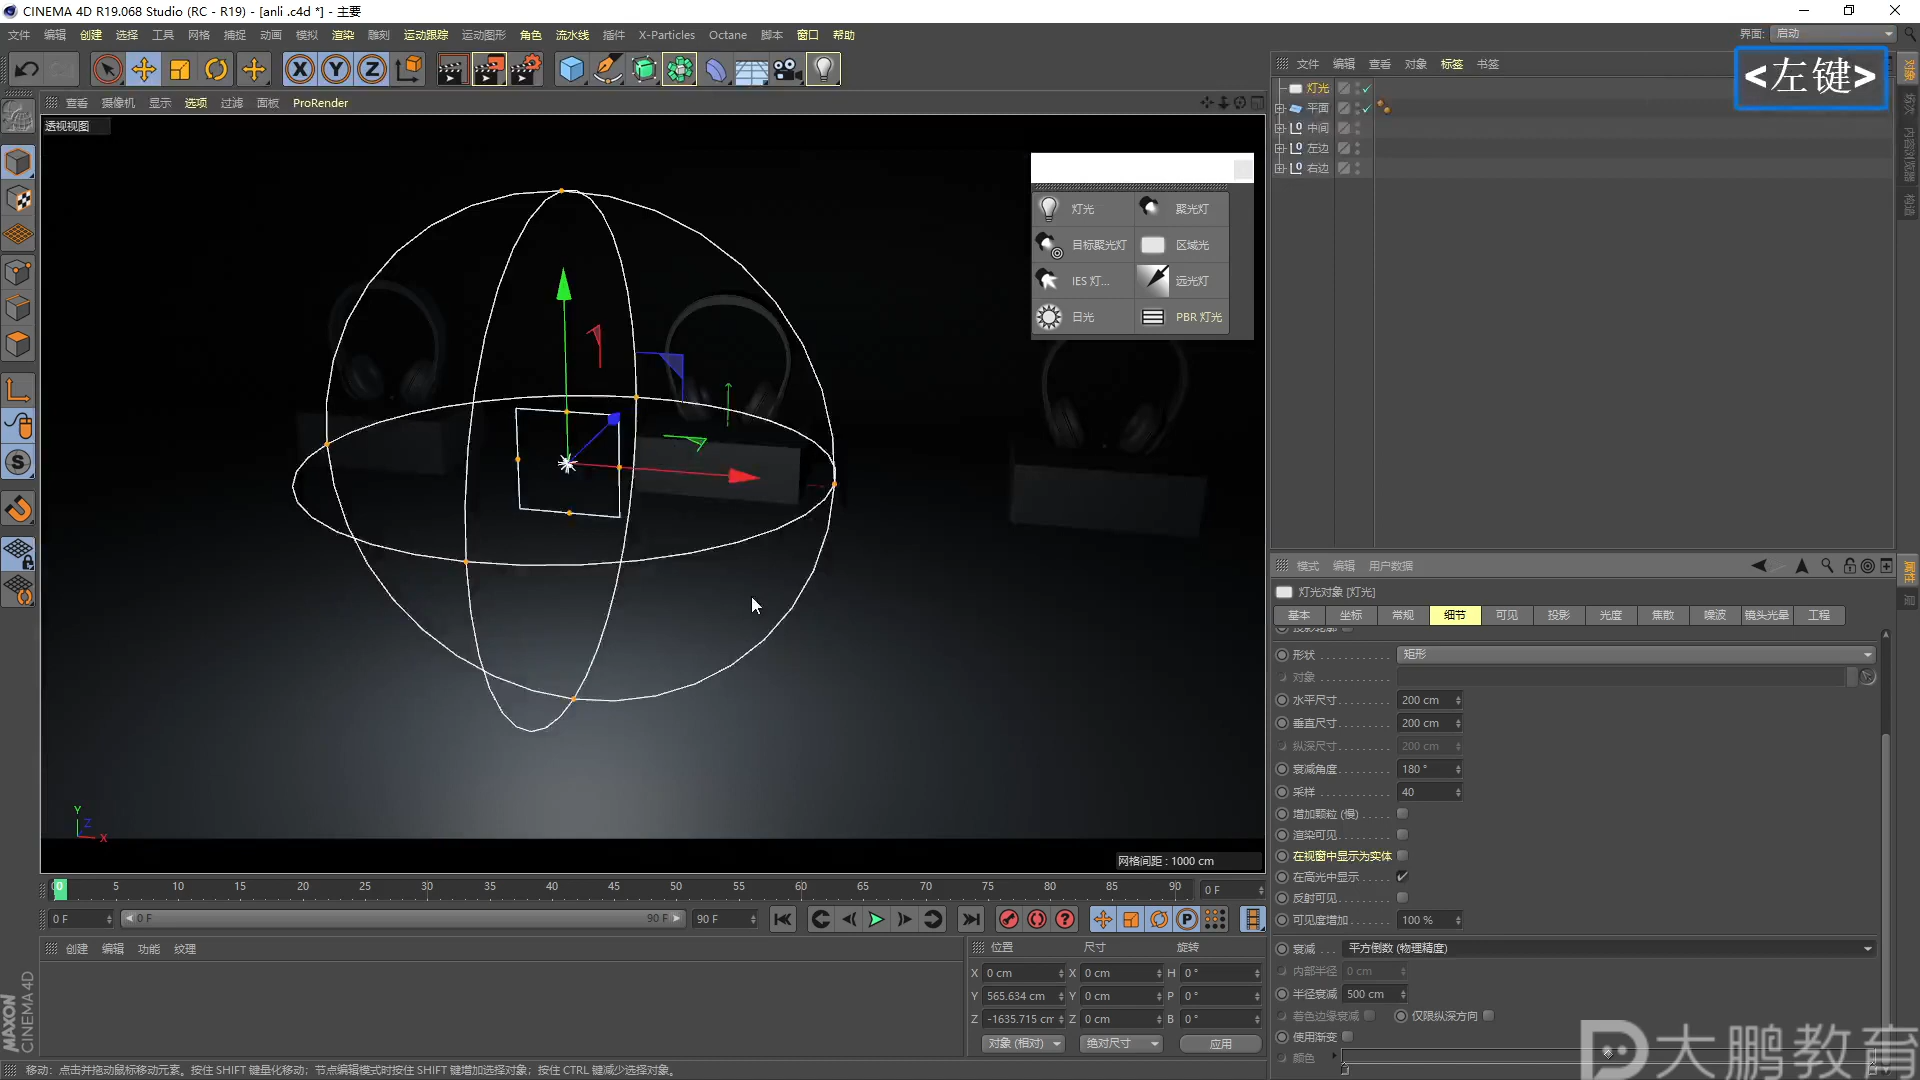 CINEMA 4D R19.068 Studio (RC - R19) - [anli .c4d *] - 主要
文件 编辑 创建 选择 工具 网格 捕捉 动画 模拟 渲染 雕刻 运动跟踪 运动图形 角色 流水线 插件 X-Particles Octane 脚本 窗口 帮助
界面: 启动
<左键>
查看 摄像机 显示 选项 过滤 面板 ProRender
透视视图
文件 编辑 查看 对象 标签 书签
灯光
平面
中间
左边
右边
对象
场次
内容浏览器
构造
灯光 聚光灯
目标聚光灯 区域光
IES 灯... 远光灯
日光 PBR 灯光
Y
Z
X
网格间距 : 1000 cm
模式 编辑 用户数据
属性
层
灯光对象 [灯光]
基本 坐标 常规 细节 可见 投影 光度 焦散 噪波 镜头光晕 工程
形状 矩形
对象
水平尺寸 200 cm
垂直尺寸 200 cm
纵深尺寸 200 cm
衰减角度 180 °
采样 40
增加颗粒 (慢)
渲染可见
在视窗中显示为实体
在高光中显示
反射可见
可见度增加 100 %
衰减 平方倒数 (物理精度)
内部半径 0 cm
半径衰减 500 cm
着色边缘衰减 仅限纵深方向
使用渐变
颜色
0 5 10 15 20 25 30 35 40 45 50 55 60 65 70 75 80 85 90 0 F
0 F 0 F 90 F 90 F
创建 编辑 功能 纹理
位置 尺寸 旋转
X 0 cm X 0 cm H 0 °
Y 565.634 cm Y 0 cm P 0 °
Z -1635.715 cm Z 0 cm B 0 °
对象 (相对) 绝对尺寸 应用
MAXON CINEMA 4D
移动: 点击并拖动鼠标移动元素。按住 SHIFT 键量化移动; 节点编辑模式时按住 SHIFT 键增加选择对象; 按住 CTRL 键减少选择对象。
大鹏教育